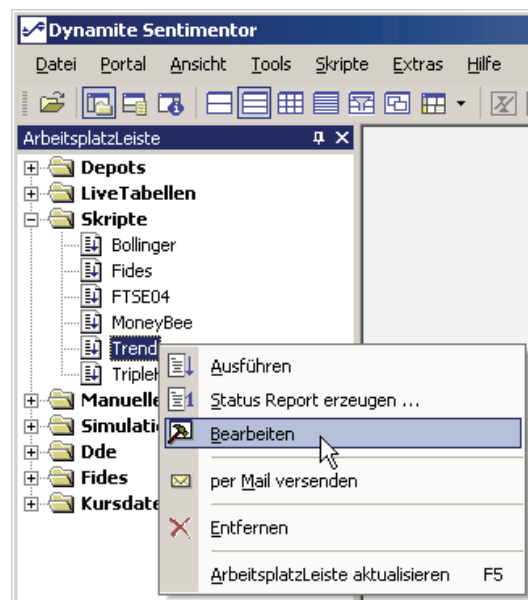 Dynamite Sentimentor
Datei Portal Ansicht Tools Skripte Extras Hilfe
ArbeitsplatzLeiste
Depots
LiveTabellen
Skripte
Bollinger
Fides
FTSE04
MoneyBee
Trend
Ausführen
Status Report erzeugen ...
Bearbeiten
per Mail versenden
Entfernen
ArbeitsplatzLeiste aktualisieren F5
Dde
Fides